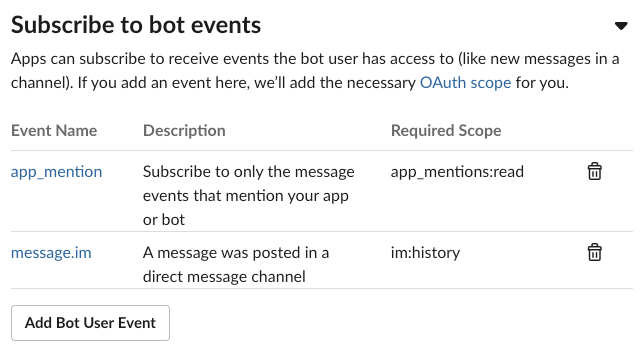 Subscribe to bot events
Apps can subscribe to receive events the bot user has access to (like new messages in a
channel). If you add an event here, we’ll add the necessary OAuth scope for you.
Event Name Description Required Scope
app_mention Subscribe to only the message app_mentions:read
events that mention your app
or bot
message.im A message was posted in a im:history
direct message channel
Add Bot User Event